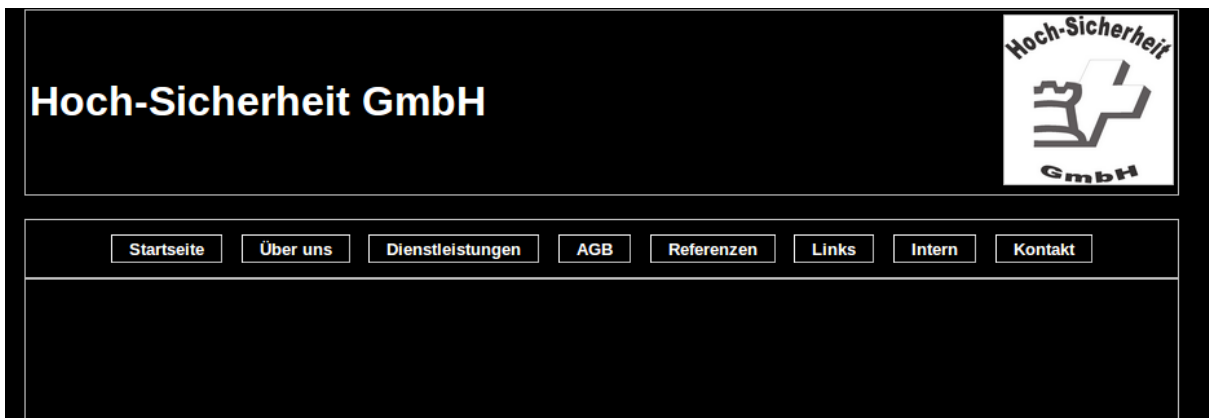 Hoch-Sicherheit GmbH
Hoch-Sicherheit
GmbH
Startseite Über uns Dienstleistungen AGB Referenzen Links Intern Kontakt